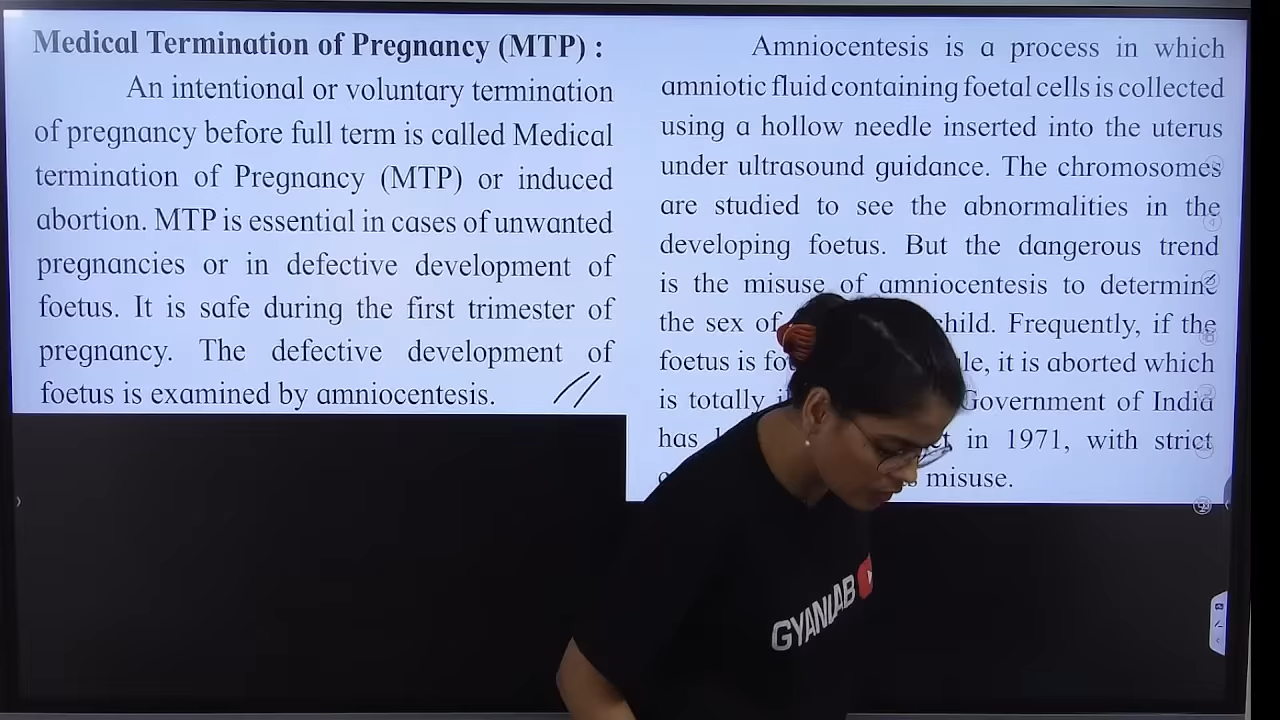 Medical Termination of Pregnancy (MTP) :
An intentional or voluntary termination
of pregnancy before full term is called Medical
termination of Pregnancy (MTP) or induced
abortion. MTP is essential in cases of unwanted
pregnancies or in defective development of
foetus. It is safe during the first trimester of
pregnancy. The defective development of
foetus is examined by amniocentesis.
Amniocentesis is a process in which
amniotic fluid containing foetal cells is collected
using a hollow needle inserted into the uterus
under ultrasound guidance. The chromosomes
are studied to see the abnormalities in the
developing foetus. But the dangerous trend
is the misuse of amniocentesis to determine
the sex of child. Frequently, if the
foetus is it is aborted which
is totally Government of India
has in 1971, with strict
misuse.
GYANLAB